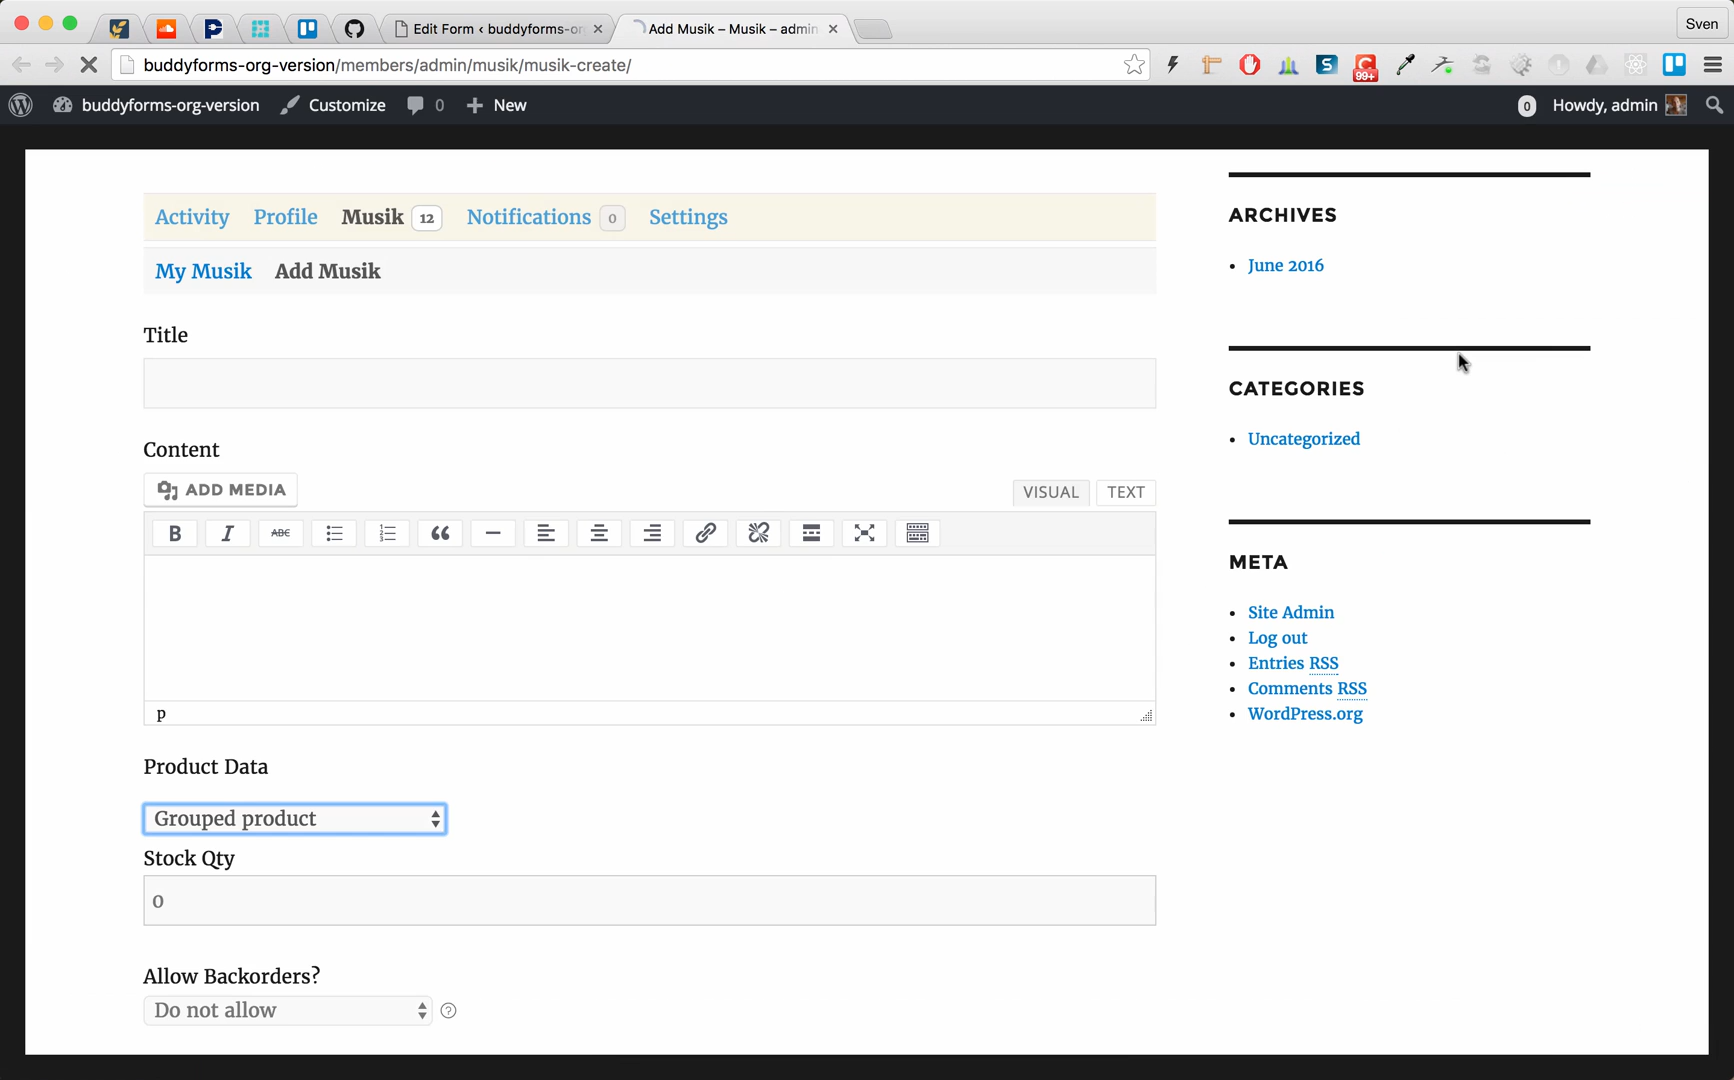 Edit Form ‹ buddyforms-or
Add Musik – Musik – admin
Sven
buddyforms-org-version/members/admin/musik/musik-create/
99+
buddyforms-org-version
Customize
0
New
0
Howdy, admin
Activity
Profile
Musik 12
Notifications 0
Settings
My Musik
Add Musik
Title
Content
ADD MEDIA
VISUAL
TEXT
B I ABC
p
Product Data
Grouped product
Stock Qty
0
Allow Backorders?
Do not allow
?
ARCHIVES
June 2016
CATEGORIES
Uncategorized
META
Site Admin
Log out
Entries RSS
Comments RSS
WordPress.org